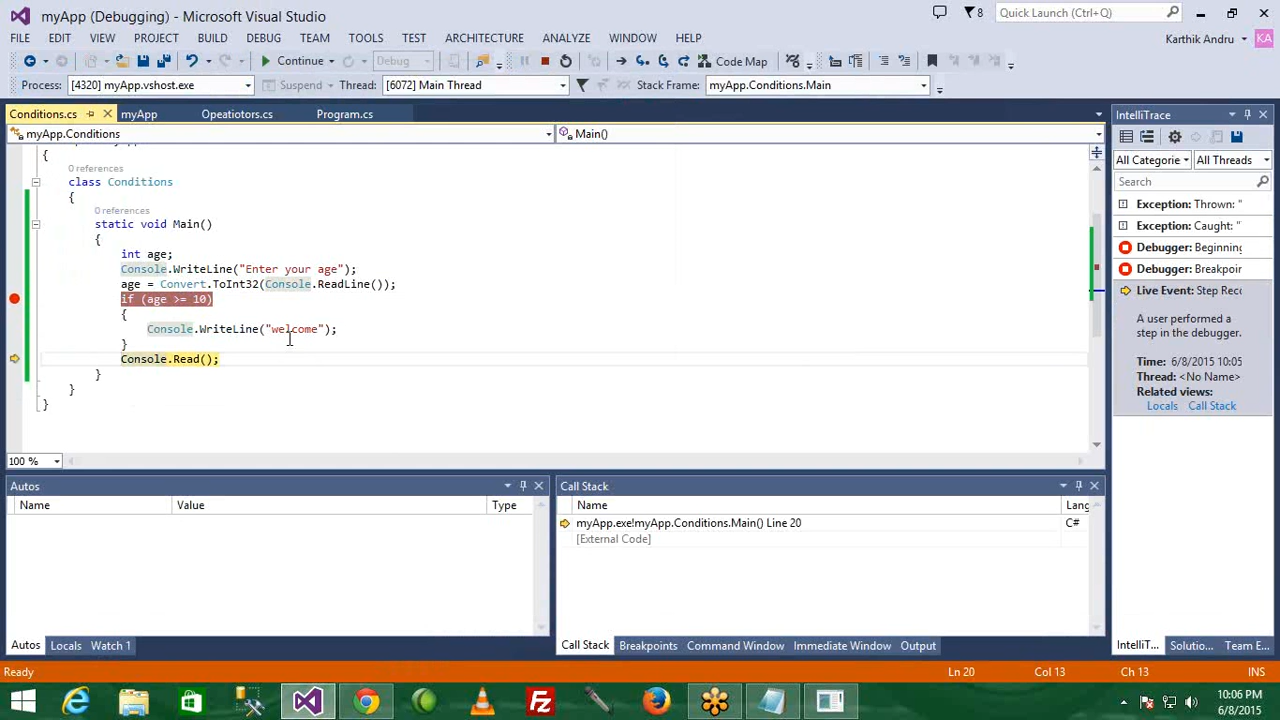 myApp (Debugging) - Microsoft Visual Studio
8
Quick Launch (Ctrl+Q)
FILE EDIT VIEW PROJECT BUILD DEBUG TEAM TOOLS TEST ARCHITECTURE ANALYZE WINDOW HELP
Karthik Andru KA
Continue Debug Code Map
Process: [4320] myApp.vshost.exe Suspend Thread: [6072] Main Thread Stack Frame: myApp.Conditions.Main
Conditions.cs myApp Opeatiotors.cs Program.cs
myApp.Conditions Main()
{
0 references
class Conditions
{
0 references
static void Main()
{
int age;
Console.WriteLine("Enter your age");
age = Convert.ToInt32(Console.ReadLine());
if (age >= 10)
{
Console.WriteLine("welcome");
}
Console.Read();
}
}
}
100 %
IntelliTrace
All Categorie All Threads
Search
Exception: Thrown: "
Exception: Caught: "
Debugger: Beginning
Debugger: Breakpoir
Live Event: Step Recc
A user performed a
step in the debugger.
Time: 6/8/2015 10:05
Thread: <No Name>
Related views:
Locals Call Stack
Autos
Name Value Type
Autos Locals Watch 1
Call Stack
Name Lang
myApp.exe!myApp.Conditions.Main() Line 20 C#
[External Code]
Call Stack Breakpoints Command Window Immediate Window Output
IntelliT... Solutio... Team E...
Ready Ln 20 Col 13 Ch 13 INS
10:06 PM
6/8/2015